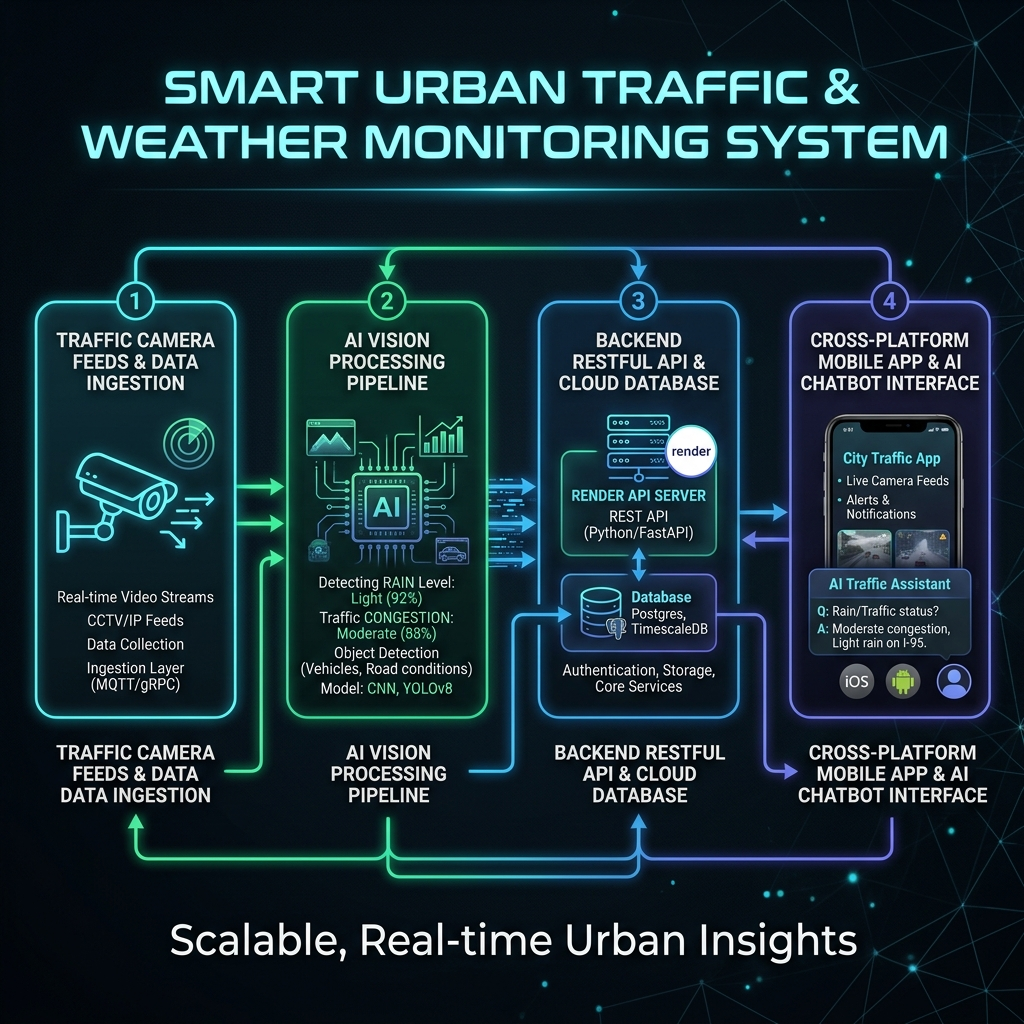 SMART URBAN TRAFFIC &
WEATHER MONITORING SYSTEM
1
TRAFFIC CAMERA
FEEDS & DATA
INGESTION
Real-time Video Streams
CCTV/IP Feeds
Data Collection
Ingestion Layer
(MQTT/gRPC)
2
AI VISION
PROCESSING
PIPELINE
AI
Detecting RAIN Level:
Light (92%)
Traffic CONGESTION:
Moderate (88%)
Object Detection
(Vehicles, Road conditions)
Model: CNN, YOLOv8
3
BACKEND
RESTFUL API &
CLOUD DATABASE
render
RENDER API SERVER
REST API
(Python/FastAPI)
Database
Postgres,
TimescaleDB
Authentication, Storage,
Core Services
4
CROSS-PLATFORM
MOBILE APP & AI
CHATBOT INTERFACE
City Traffic App
• Live Camera Feeds
• Alerts &
Notifications
AI Traffic Assistant
Q: Rain/Traffic status?
A: Moderate congestion,
Light rain on I-95.
iOS
TRAFFIC CAMERA
FEEDS & DATA
DATA INGESTION
AI VISION
PROCESSING
PIPELINE
BACKEND RESTFUL
API & CLOUD
DATABASE
CROSS-PLATFORM
MOBILE APP & AI
CHATBOT INTERFACE
Scalable, Real-time Urban Insights